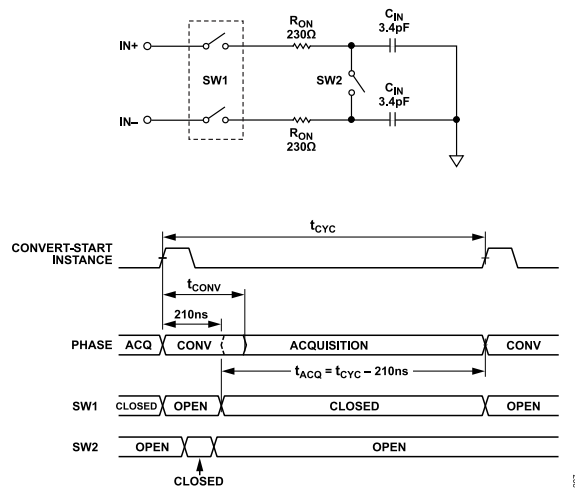 IN+
SW1
RON
230Ω
CIN
3.4pF
SW2
CIN
3.4pF
IN–
RON
230Ω
tCYC
CONVERT-START
INSTANCE
tCONV
210ns
PHASE
ACQ
CONV
ACQUISITION
CONV
tACQ = tCYC – 210ns
SW1
CLOSED
OPEN
CLOSED
OPEN
SW2
OPEN
OPEN
CLOSED